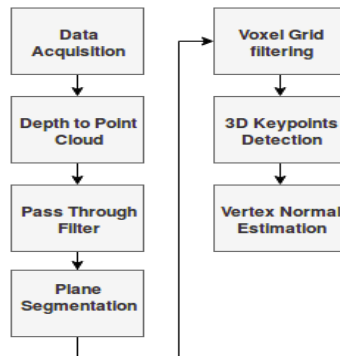 Data
Acquisition
Depth to Point
Cloud
Pass Through
Filter
Plane
Segmentation
Voxel Grid
filtering
3D Keypoints
Detection
Vertex Normal
Estimation